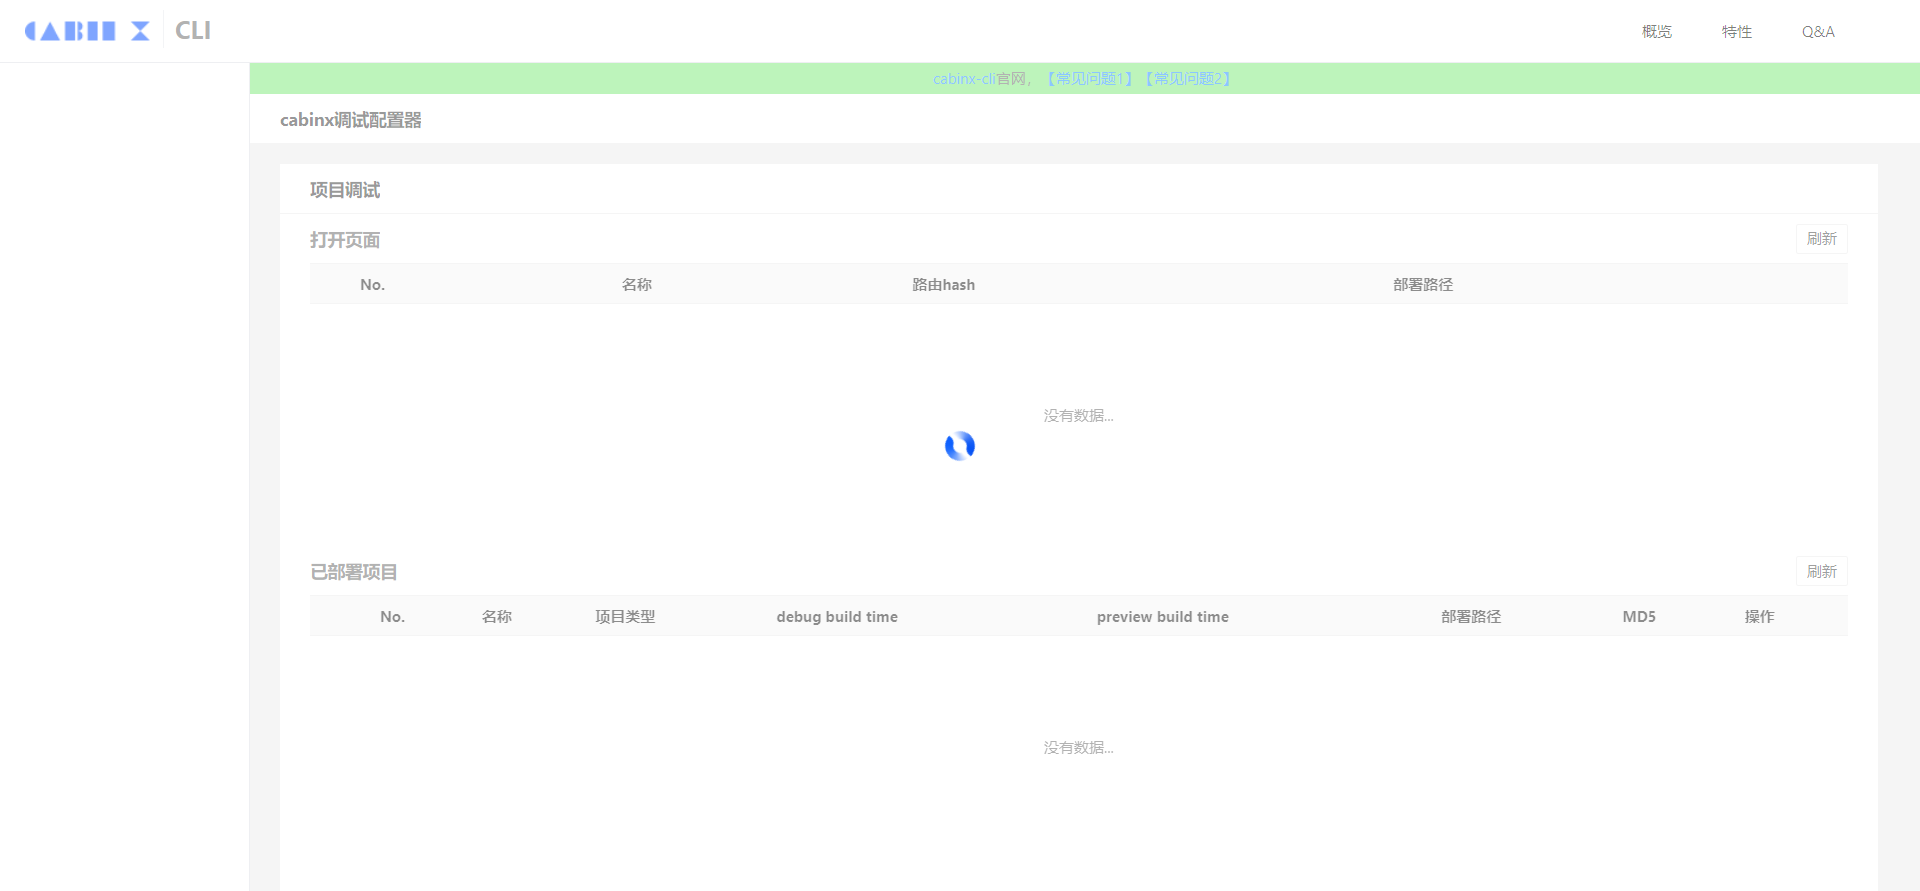 CABIN X CLI
概览 特性 Q&A
cabinx-cli官网，【常见问题1】【常见问题2】
cabinx调试配置器
项目调试
打开页面 刷新
No. 名称 路由hash 部署路径
没有数据...
已部署项目 刷新
No. 名称 项目类型 debug build time preview build time 部署路径 MD5 操作
没有数据...